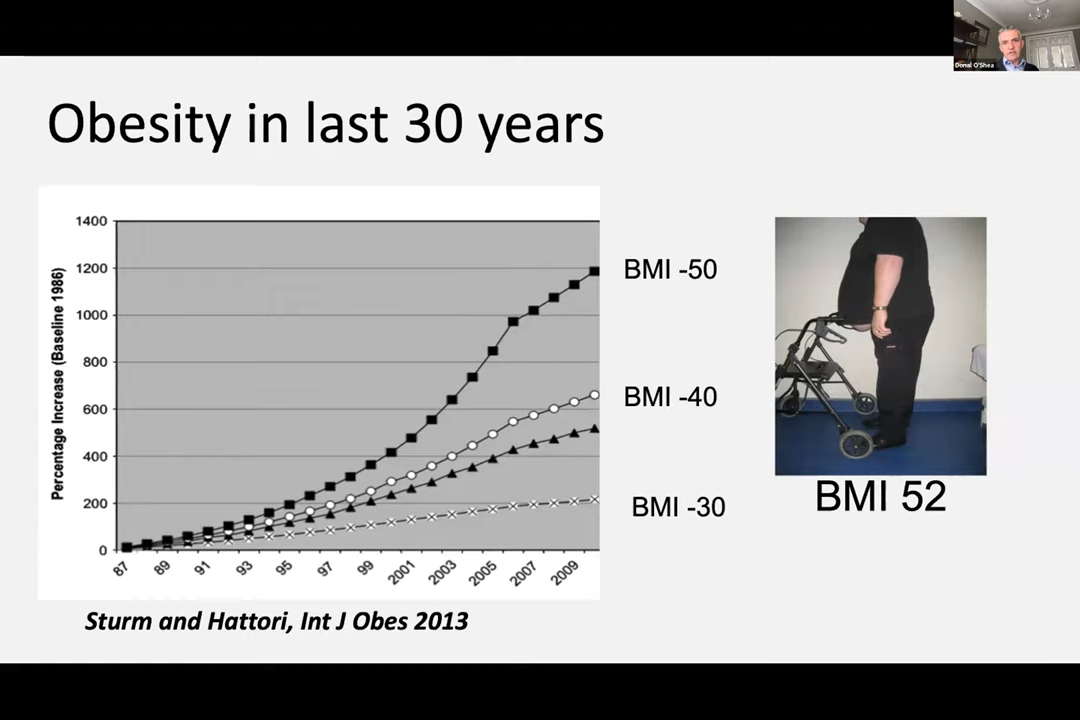 Donal O'Shea
Obesity in last 30 years
Percentage Increase (Baseline 1986)
1400
1200
1000
800
600
400
200
0
87
89
91
93
95
97
99
2001
2003
2005
2007
2009
BMI -50
BMI -40
BMI -30
BMI 52
Sturm and Hattori, Int J Obes 2013